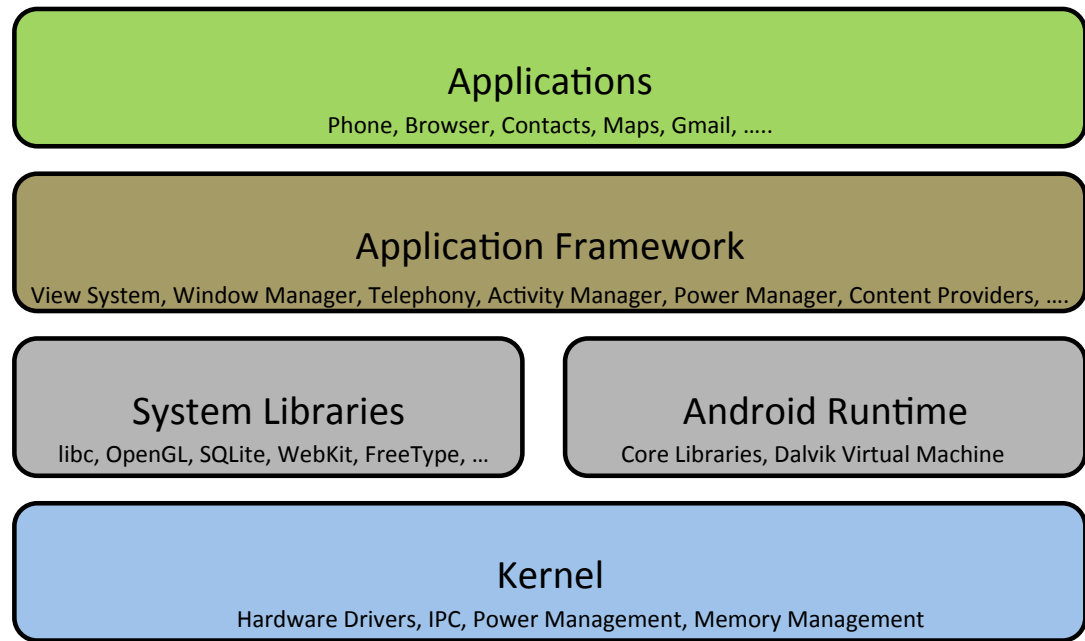 Applications
Phone, Browser, Contacts, Maps, Gmail, …..
Application Framework
View System, Window Manager, Telephony, Activity Manager, Power Manager, Content Providers, ….
System Libraries
libc, OpenGL, SQLite, WebKit, FreeType, …
Android Runtime
Core Libraries, Dalvik Virtual Machine
Kernel
Hardware Drivers, IPC, Power Management, Memory Management